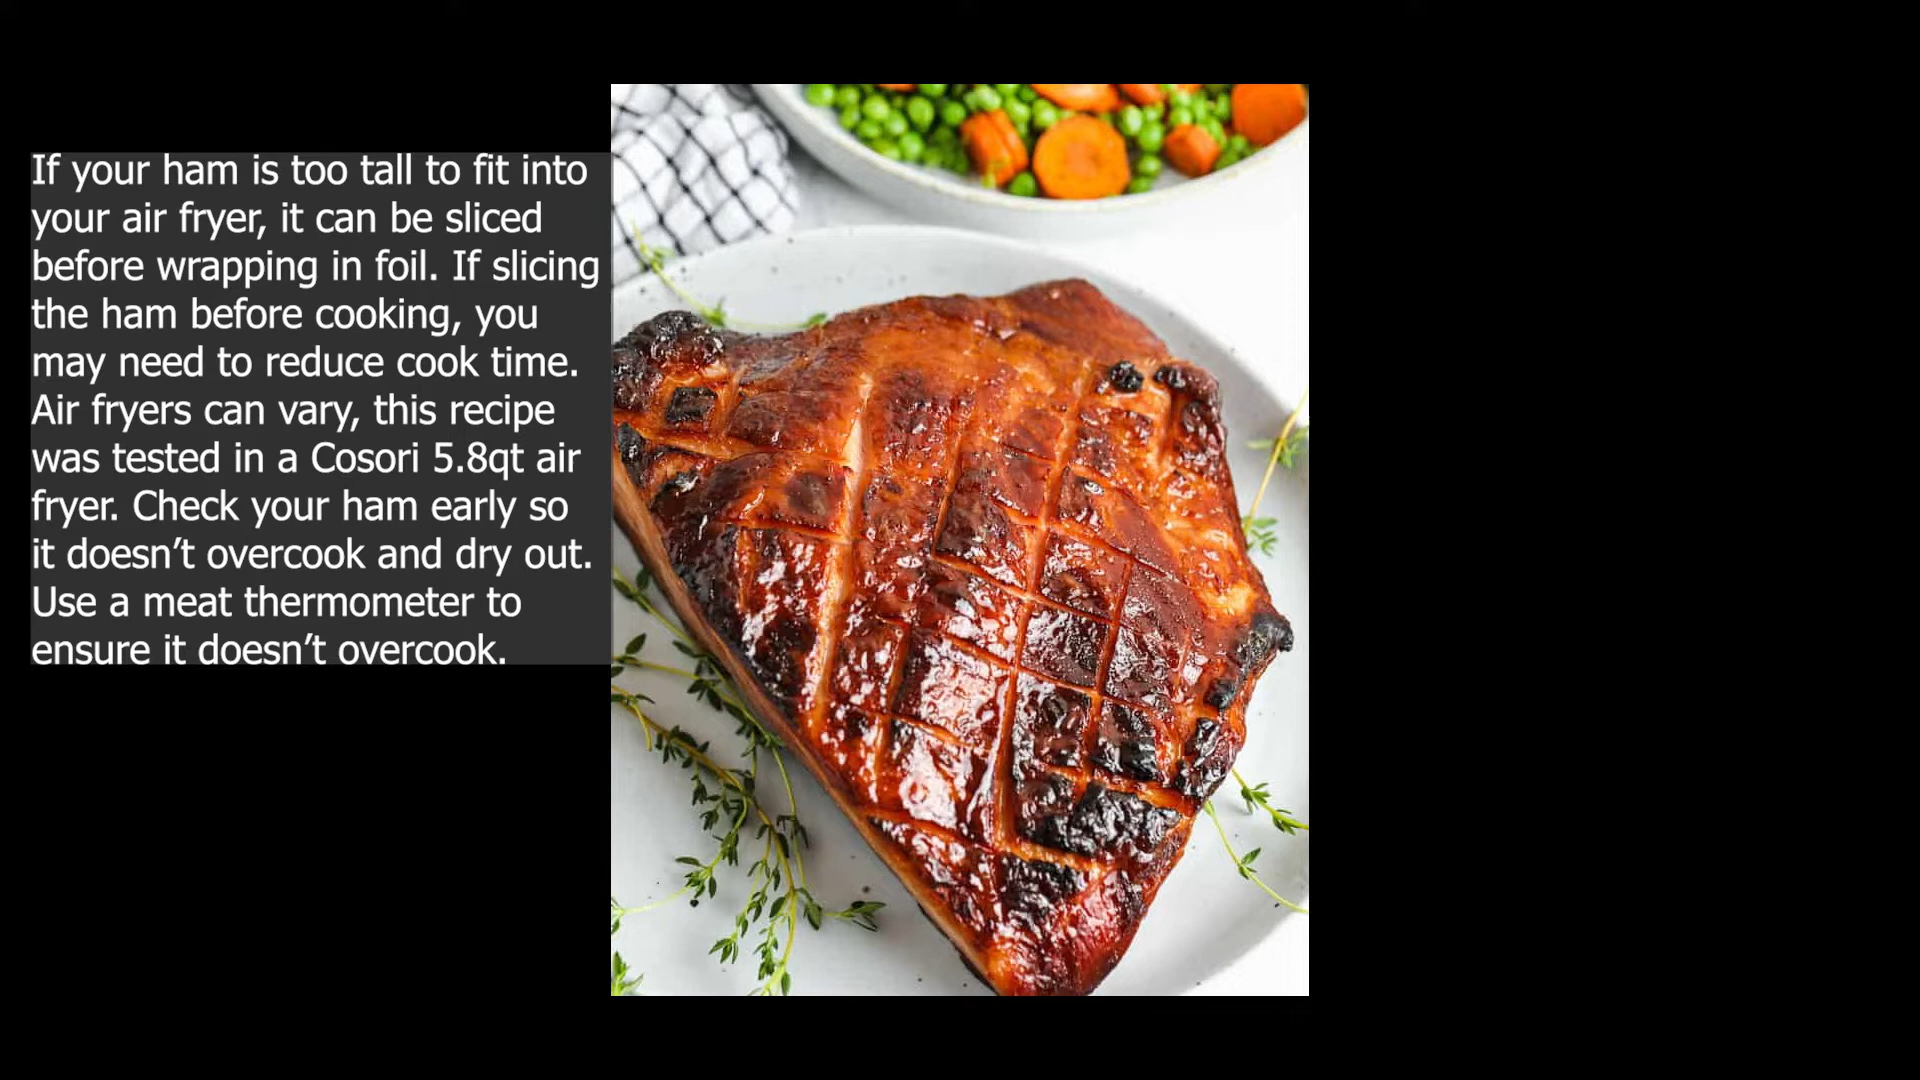 If your ham is too tall to fit into
your air fryer, it can be sliced
before wrapping in foil. If slicing
the ham before cooking, you
may need to reduce cook time.
Air fryers can vary, this recipe
was tested in a Cosori 5.8qt air
fryer. Check your ham early so
it doesn’t overcook and dry out.
Use a meat thermometer to
ensure it doesn’t overcook.